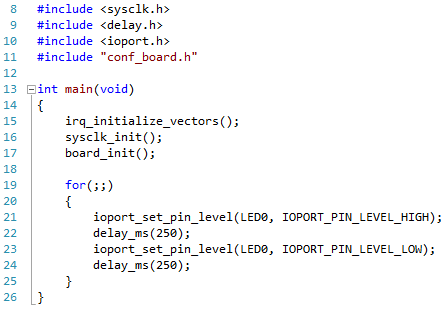 8 #include <sysclk.h>
9 #include <delay.h>
10 #include <ioport.h>
11 #include "conf_board.h"
12
13 int main(void)
14 {
15     irq_initialize_vectors();
16     sysclk_init();
17     board_init();
18
19     for(;;)
20     {
21         ioport_set_pin_level(LED0, IOPORT_PIN_LEVEL_HIGH);
22         delay_ms(250);
23         ioport_set_pin_level(LED0, IOPORT_PIN_LEVEL_LOW);
24         delay_ms(250);
25     }
26 }